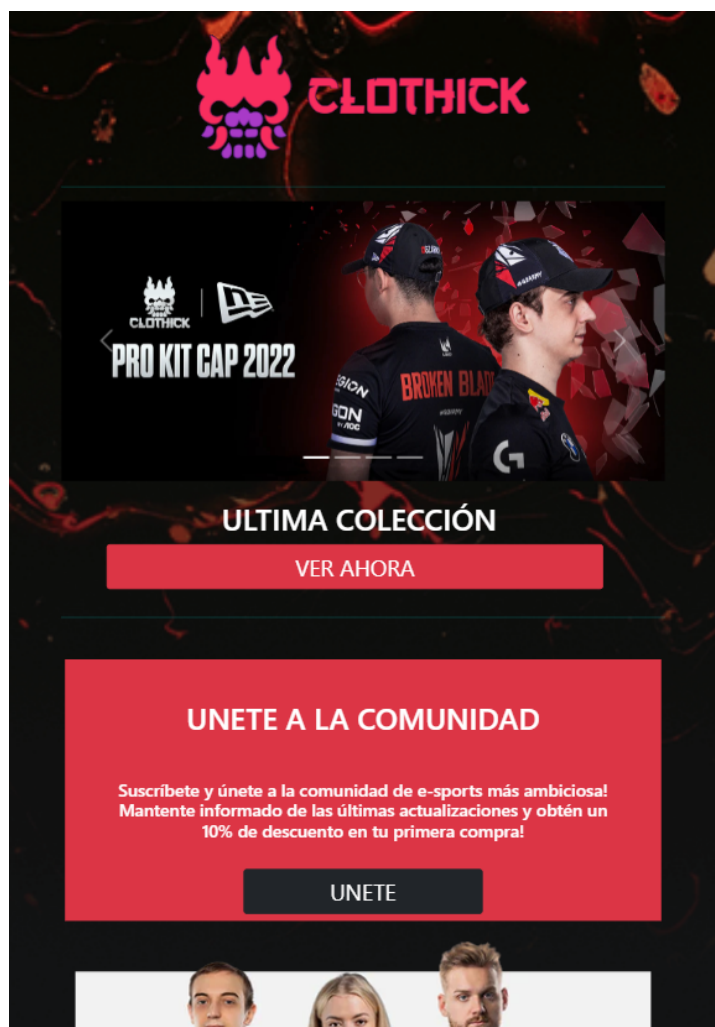 CLOTHICK
CLOTHICK
PRO KIT CAP 2022
BROKEN BLADE
G
ULTIMA COLECCIÓN
VER AHORA
UNETE A LA COMUNIDAD
Suscríbete y únete a la comunidad de e-sports más ambiciosa!
Mantente informado de las últimas actualizaciones y obtén un
10% de descuento en tu primera compra!
UNETE